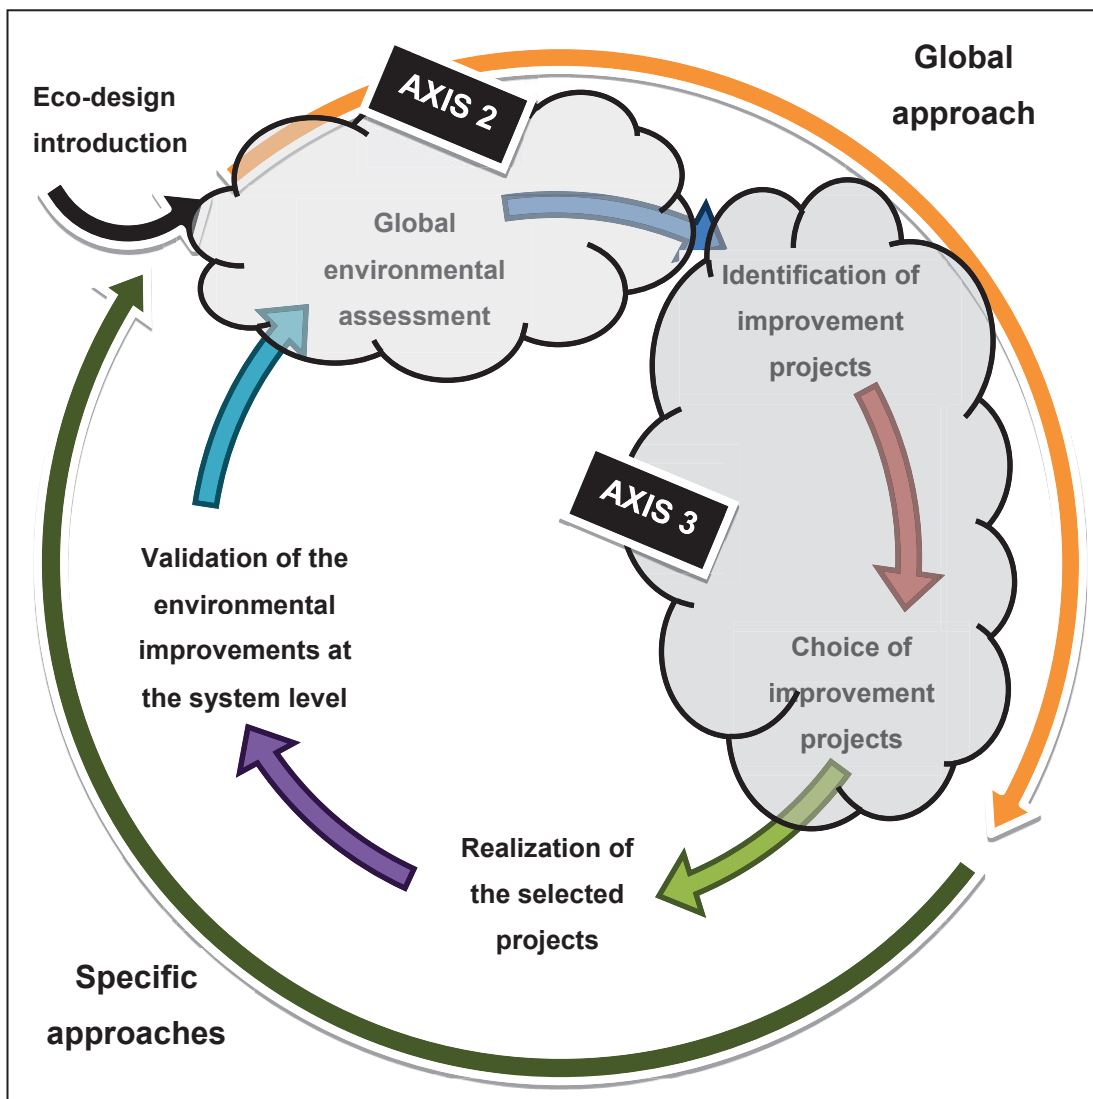 Global
approach
Eco-design
introduction
AXIS 2
Global
environmental
assessment
Identification of
improvement
projects
AXIS 3
Choice of
improvement
projects
Validation of the
environmental
improvements at
the system level
Realization of
the selected
projects
Specific
approaches